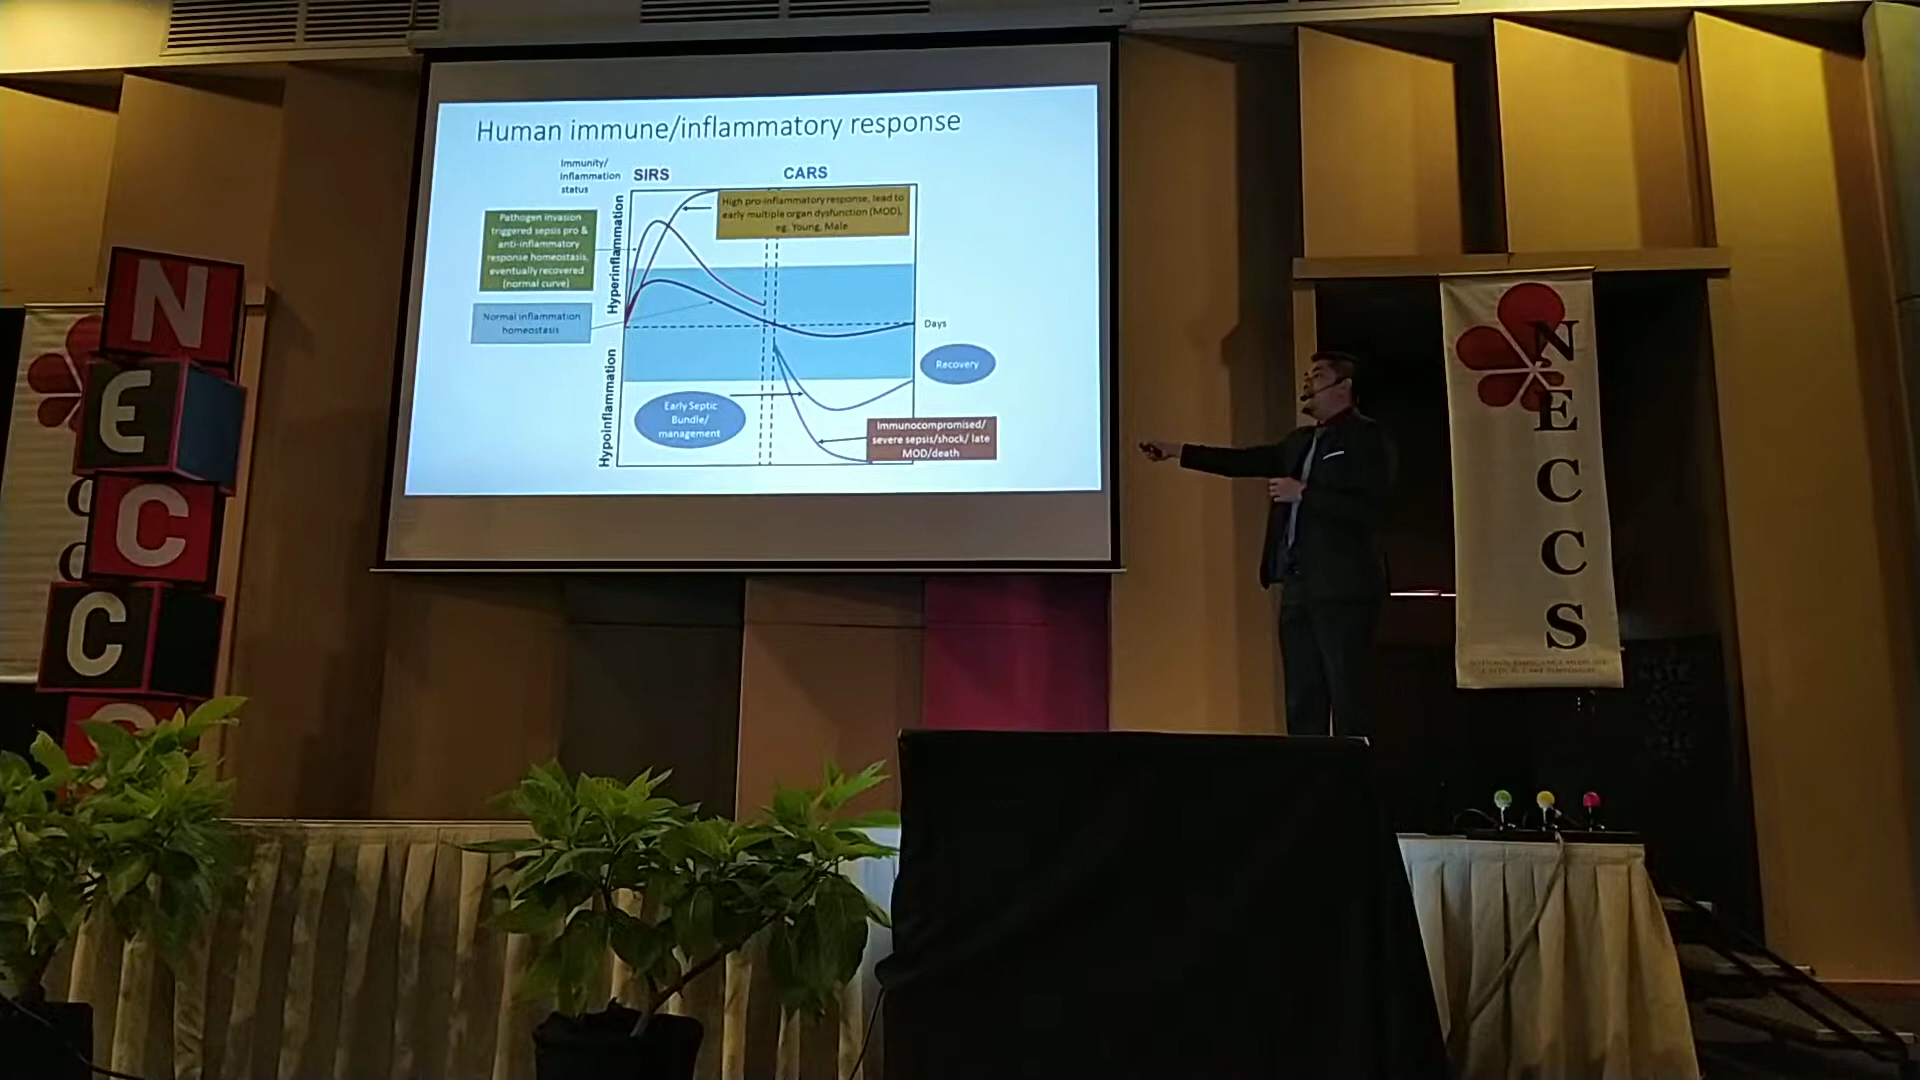 Human immune/inflammatory response
Immunity/
Inflammation
status
SIRS
CARS
Hyperinflammation
Hypoinflammation
Pathogen invasion
triggered sepsis pro &
anti-inflammatory
response homeostasis,
eventually recovered
(normal curve)
High pro-inflammatory response, lead to
early multiple organ dysfunction (MOD),
eg. Young, Male
Normal inflammation
homeostasis
Days
Recovery
Early Septic
Bundle/
management
Immunocompromised/
severe sepsis/shock/ late
MOD/death
N
E
C
C
S
N
E
C
C
S